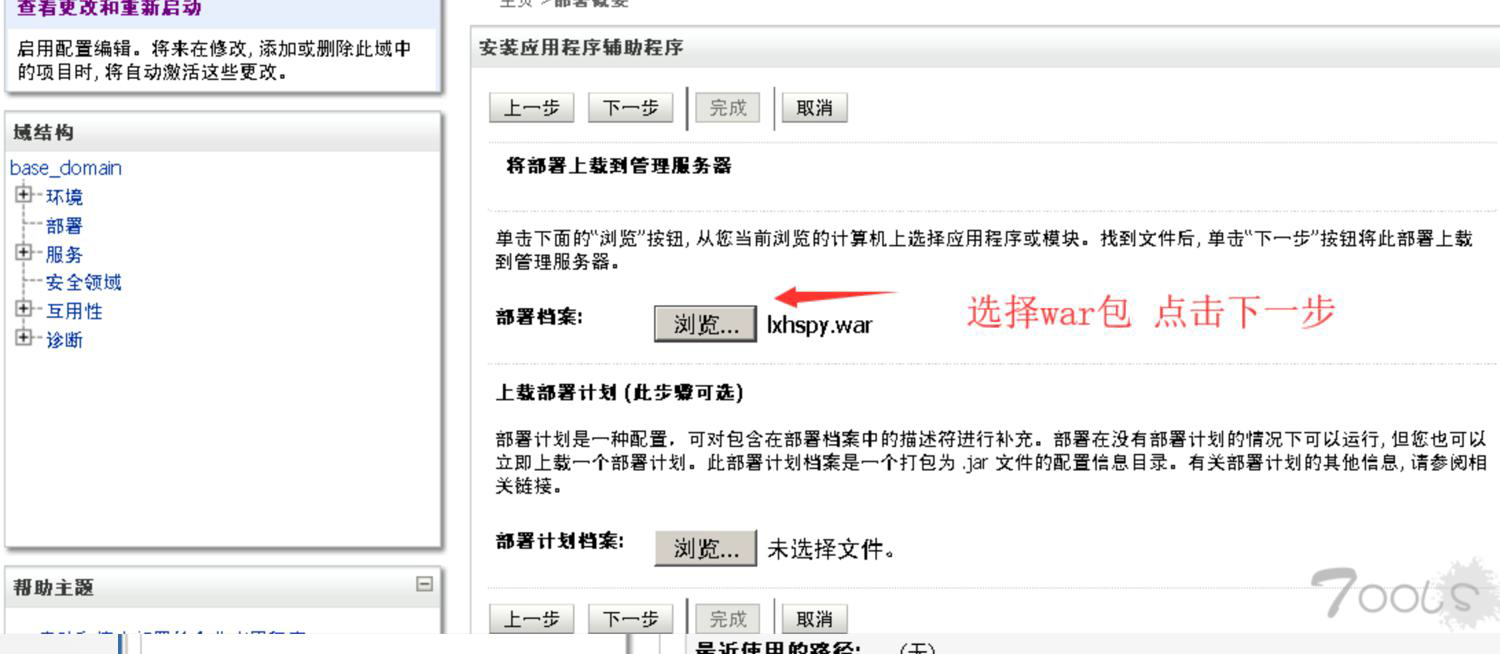 查看更改和重新启动
启用配置编辑。将来在修改, 添加或删除此域中
的项目时, 将自动激活这些更改。
域结构
base_domain
环境
部署
服务
安全领域
互用性
诊断
帮助主题
主页 >部署概要
安装应用程序辅助程序
上一步 下一步 完成 取消
将部署上载到管理服务器
单击下面的“浏览”按钮, 从您当前浏览的计算机上选择应用程序或模块。找到文件后, 单击“下一步”按钮将此部署上载
到管理服务器。
部署档案: 浏览... lxhspy.war
选择war包 点击下一步
上载部署计划 (此步骤可选)
部署计划是一种配置，可对包含在部署档案中的描述符进行补充。部署在没有部署计划的情况下可以运行, 但您也可以
立即上载一个部署计划。此部署计划档案是一个打包为 .jar 文件的配置信息目录。有关部署计划的其他信息, 请参阅相
关链接。
部署计划档案: 浏览... 未选择文件。
上一步 下一步 完成 取消
最近使用的路径: (无)
7ools